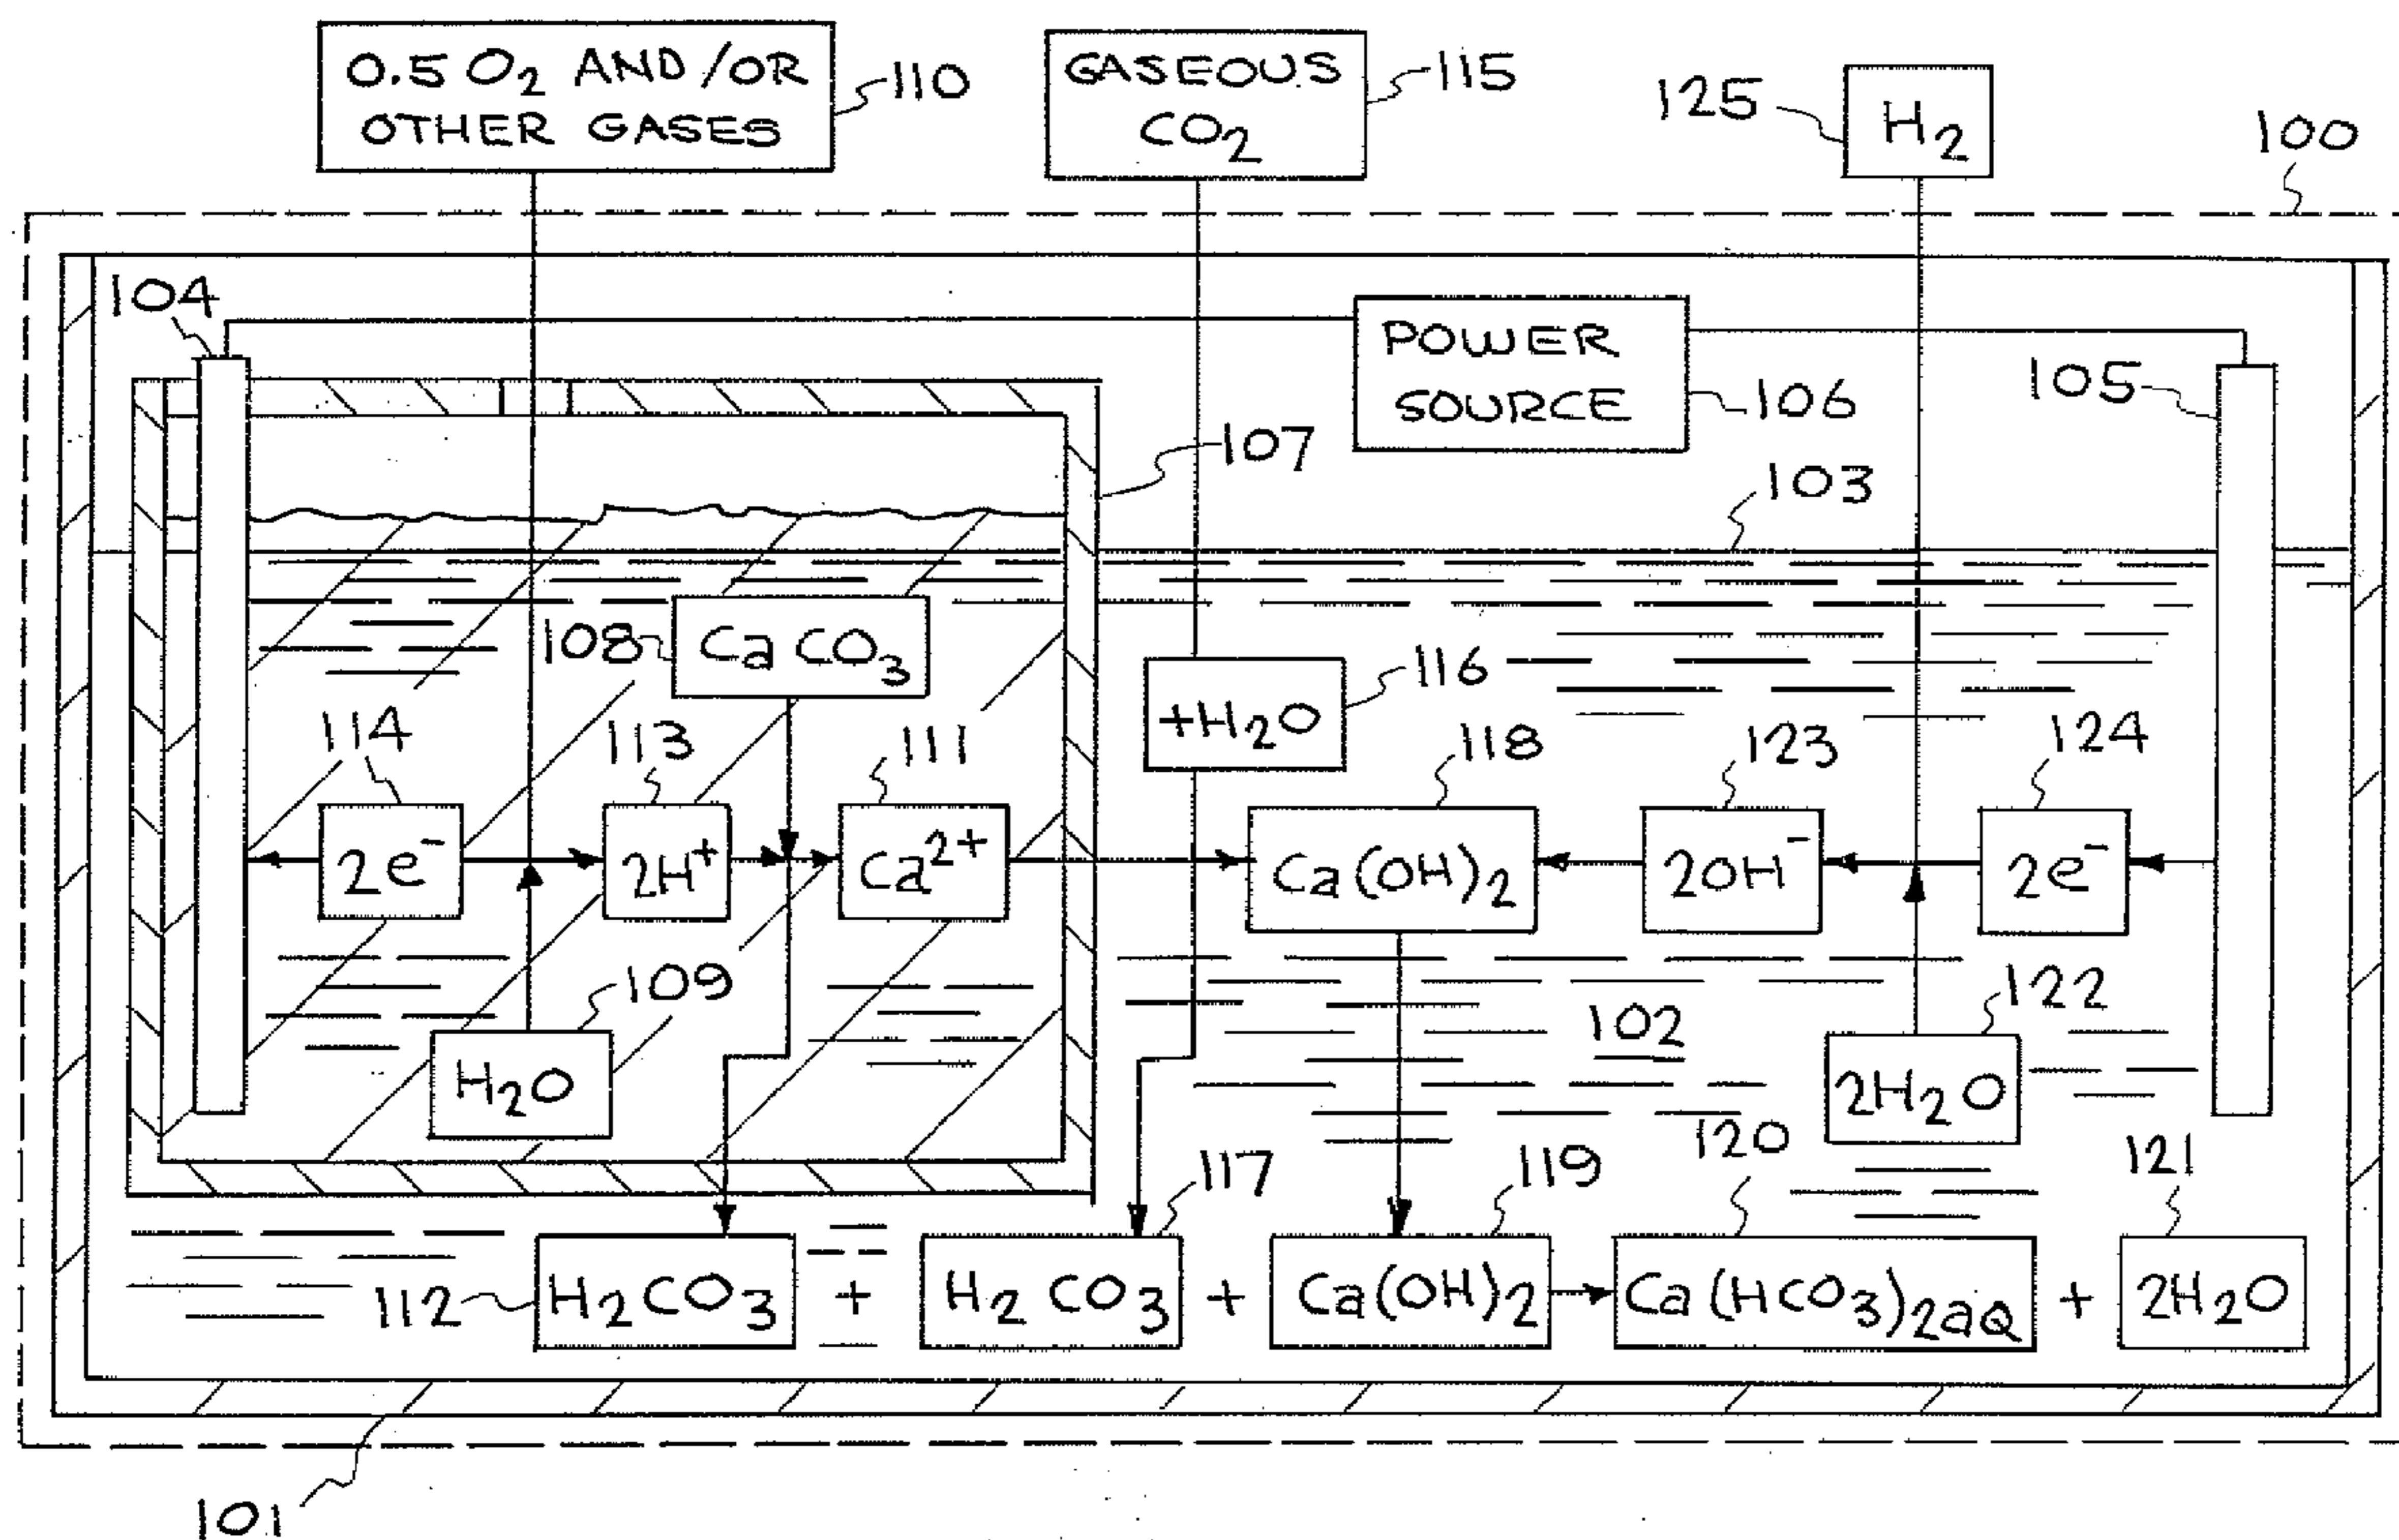 0.5 O₂ AND/OR
OTHER GASES
110
GASEOUS
CO₂
115
125
H₂
100
104
POWER
SOURCE
106
105
107
103
108
CaCO₃
+H₂O
116
114
113
111
118
123
124
2e⁻
2H⁺
Ca²⁺
Ca(OH)₂
2OH⁻
2e⁻
109
H₂O
102
122
2H₂O
117
119
120
121
112
H₂CO₃ + H₂CO₃ + Ca(OH)₂ Ca(HCO₃)₂aQ + 2H₂O
101